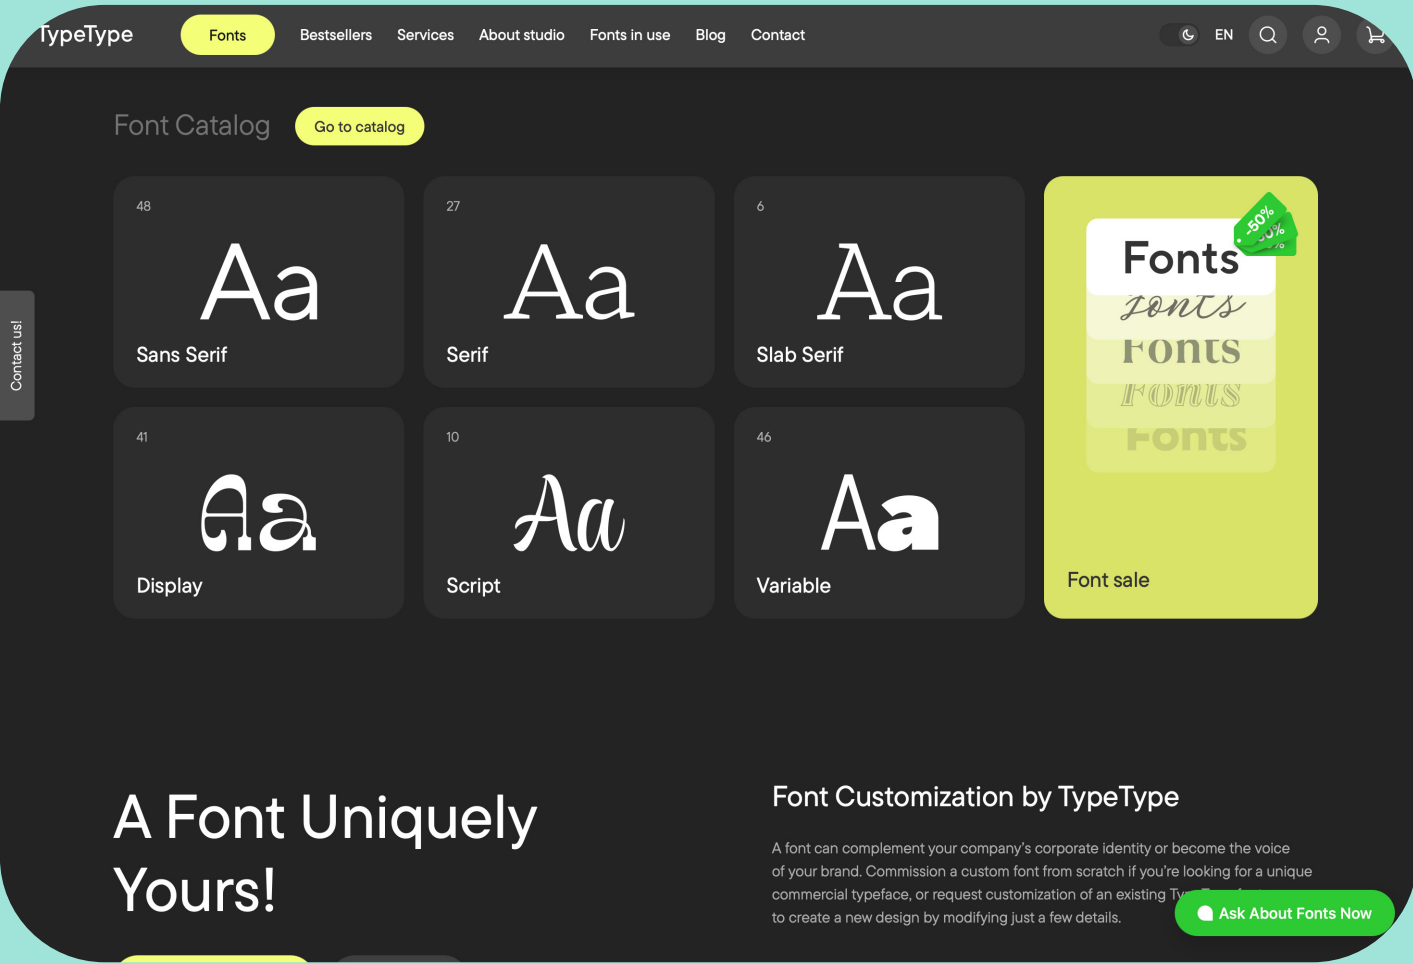 TypeType
Fonts
Bestsellers
Services
About studio
Fonts in use
Blog
Contact
EN
Font Catalog
Go to catalog
48
Aa
Sans Serif
27
Aa
Serif
6
Aa
Slab Serif
-50%
Fonts
Fonts
Fonts
Fonts
Fonts
Font sale
Contact us!
41
Aa
Display
10
Aa
Script
46
Aa
Variable
A Font Uniquely
Yours!
Font Customization by TypeType
A font can complement your company's corporate identity or become the voice
of your brand. Commission a custom font from scratch if you're looking for a unique
commercial typeface, or request customization of an existing
to create a new design by modifying just a few details.
Ask About Fonts Now